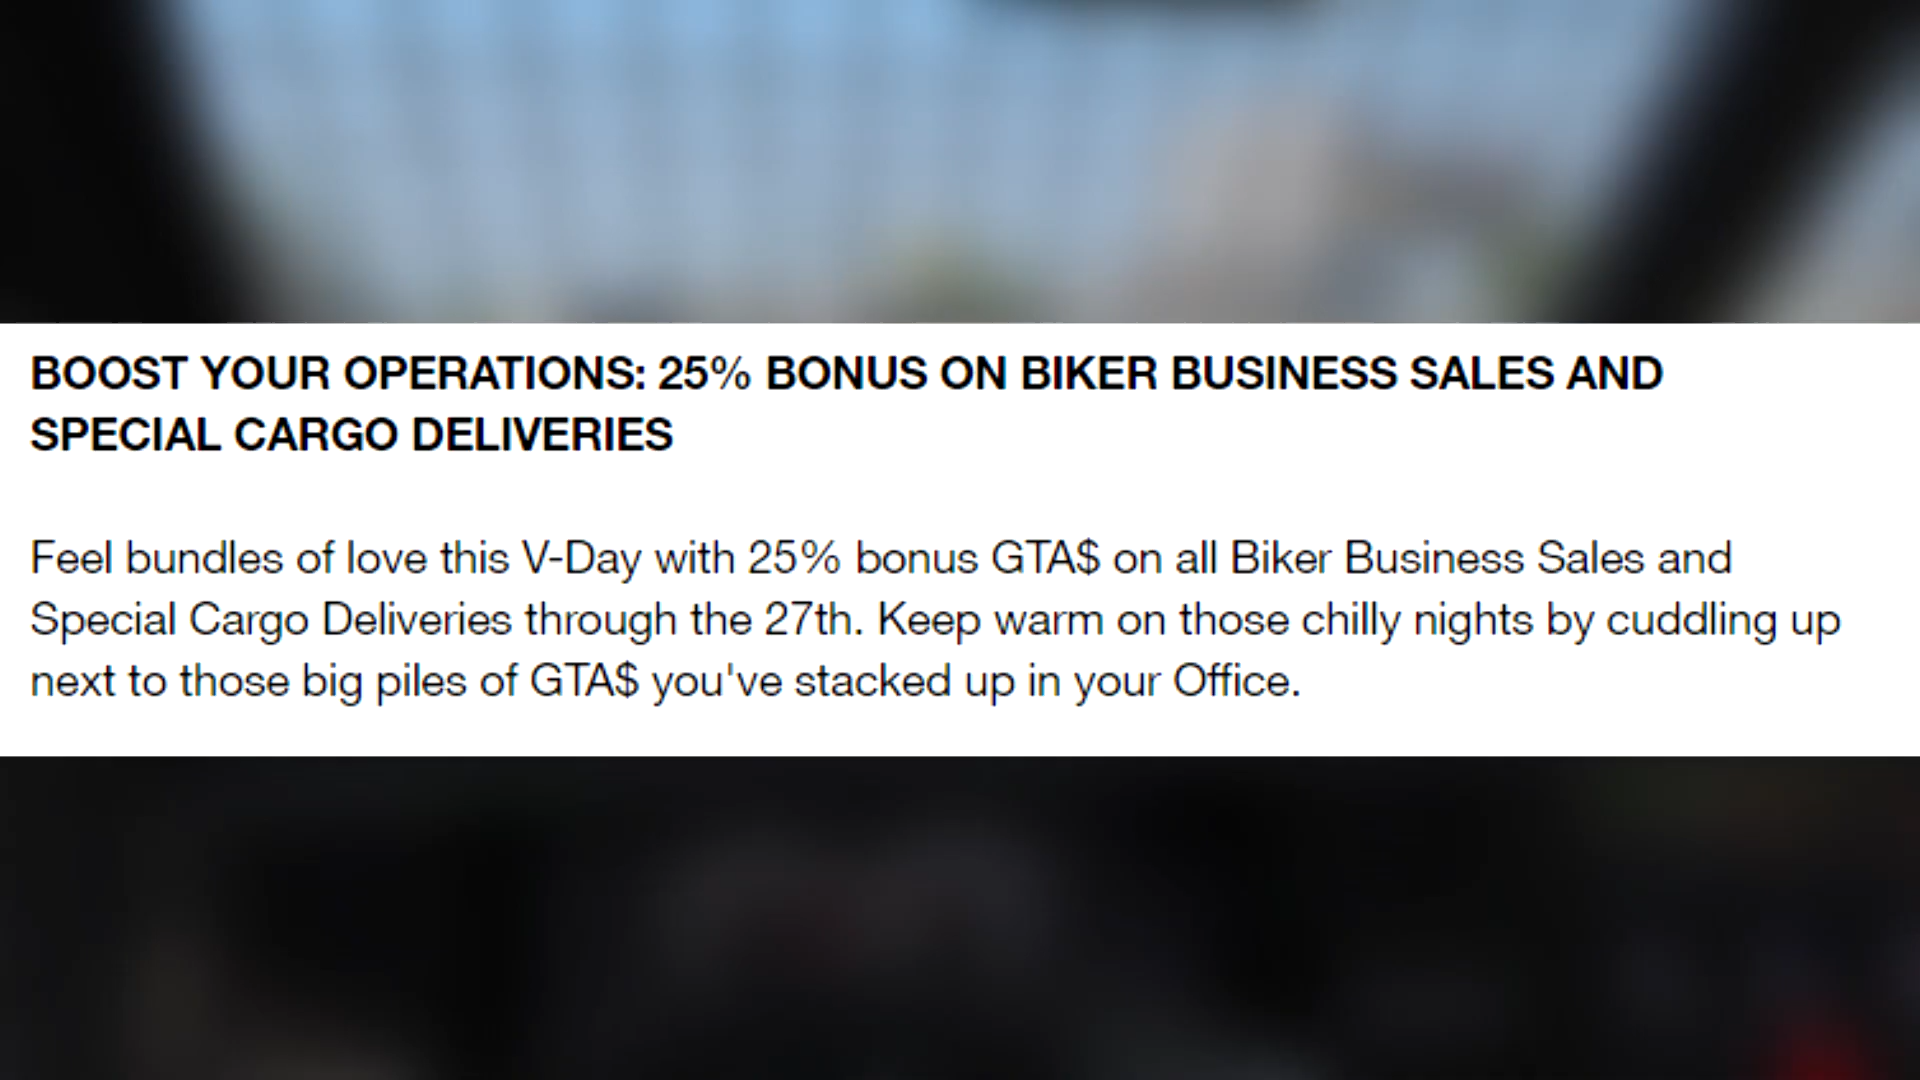 BOOST YOUR OPERATIONS: 25% BONUS ON BIKER BUSINESS SALES AND
SPECIAL CARGO DELIVERIES
Feel bundles of love this V-Day with 25% bonus GTA$ on all Biker Business Sales and
Special Cargo Deliveries through the 27th. Keep warm on those chilly nights by cuddling up
next to those big piles of GTA$ you've stacked up in your Office.